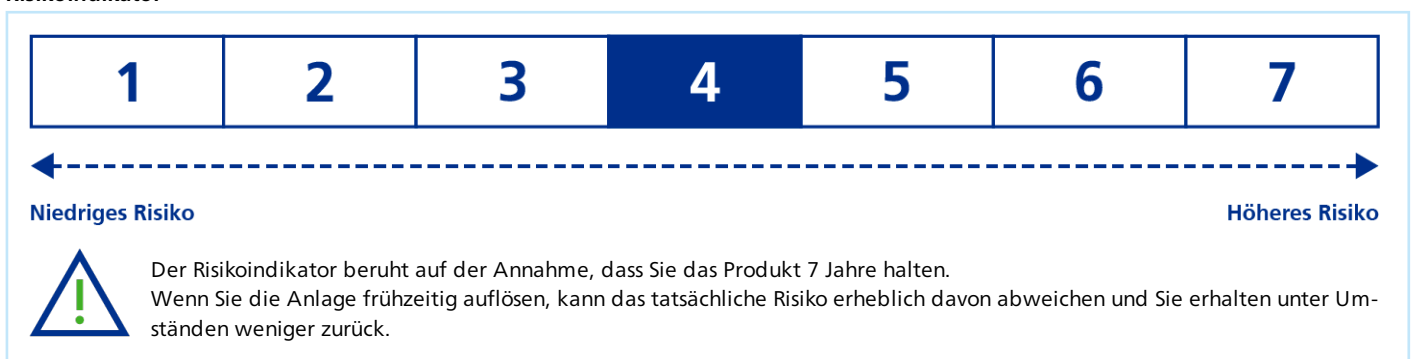 Risikoindikator
1 2 3 4 5 6 7
Niedriges Risiko Höheres Risiko
Der Risikoindikator beruht auf der Annahme, dass Sie das Produkt 7 Jahre halten.
Wenn Sie die Anlage frühzeitig auflösen, kann das tatsächliche Risiko erheblich davon abweichen und Sie erhalten unter Um-
ständen weniger zurück.